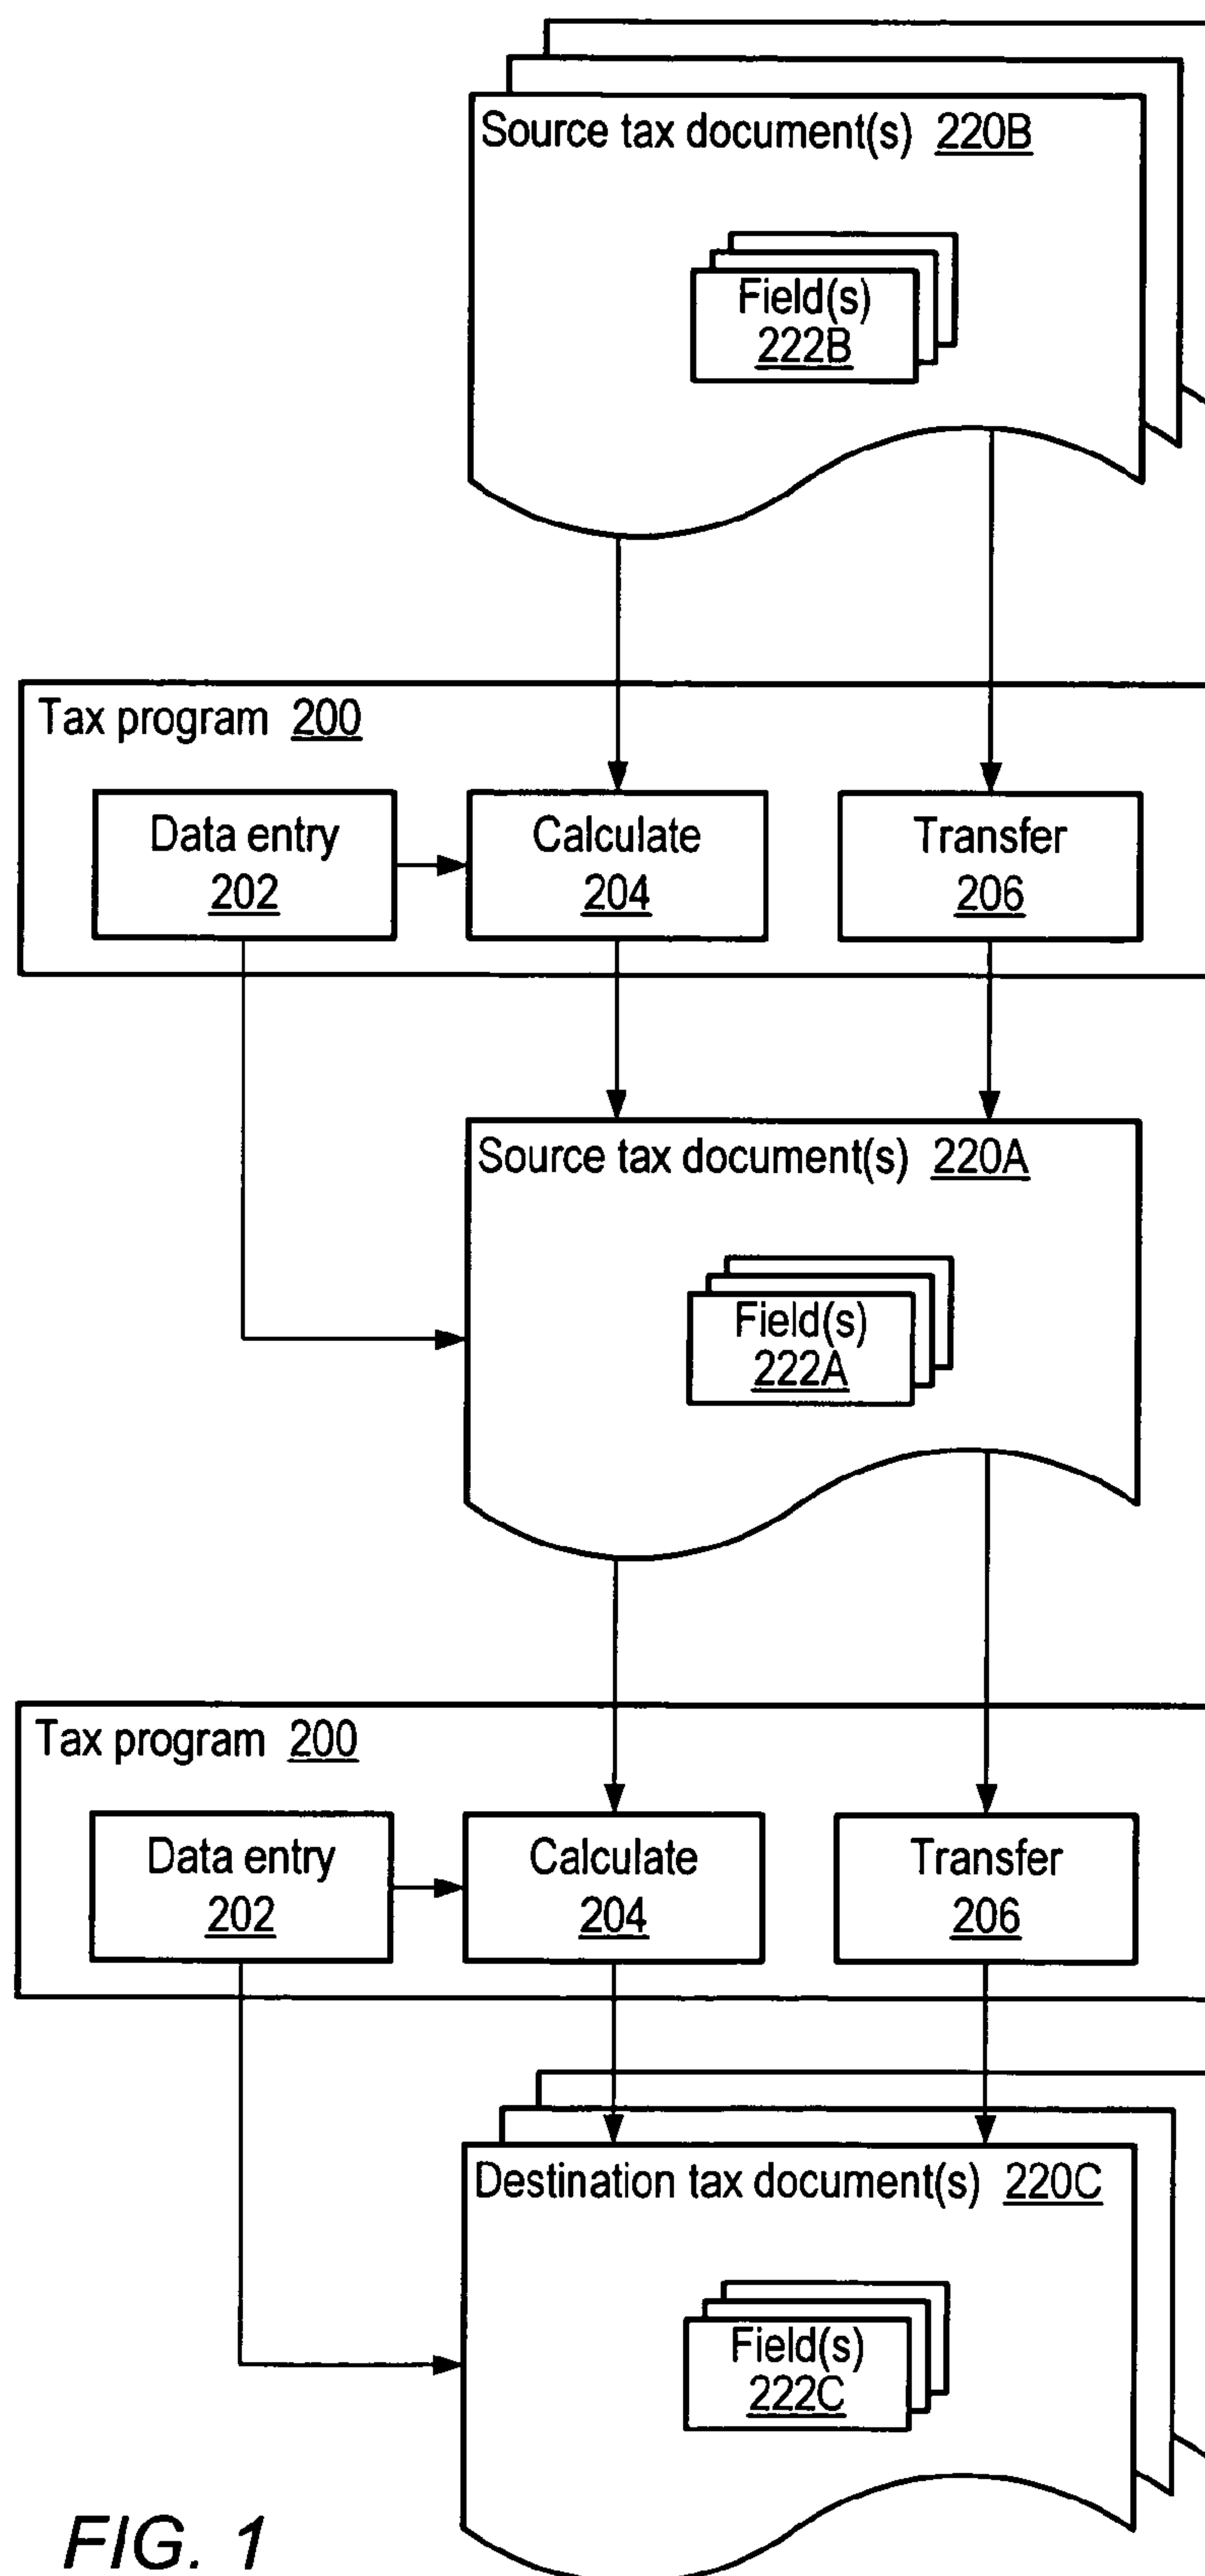 Source tax document(s) 220B
Field(s)
222B
Tax program 200
Data entry
202
Calculate
204
Transfer
206
Source tax document(s) 220A
Field(s)
222A
Tax program 200
Data entry
202
Calculate
204
Transfer
206
Destination tax document(s) 220C
Field(s)
222C
FIG. 1